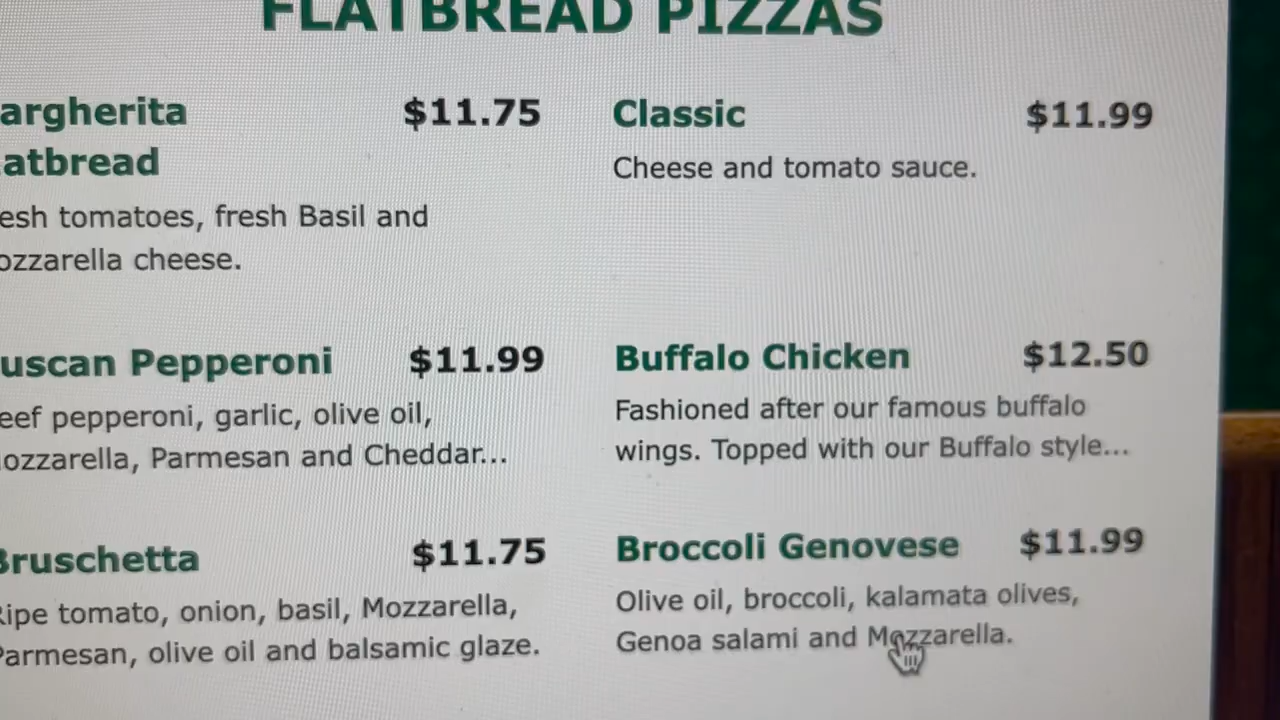 FLATBREAD PIZZAS
argherita $11.75
atbread
esh tomatoes, fresh Basil and
ozzarella cheese.
Classic $11.99
Cheese and tomato sauce.
uscan Pepperoni $11.99
eef pepperoni, garlic, olive oil,
ozzarella, Parmesan and Cheddar...
Buffalo Chicken $12.50
Fashioned after our famous buffalo
wings. Topped with our Buffalo style...
Bruschetta $11.75
Ripe tomato, onion, basil, Mozzarella,
Parmesan, olive oil and balsamic glaze.
Broccoli Genovese $11.99
Olive oil, broccoli, kalamata olives,
Genoa salami and Mozzarella.